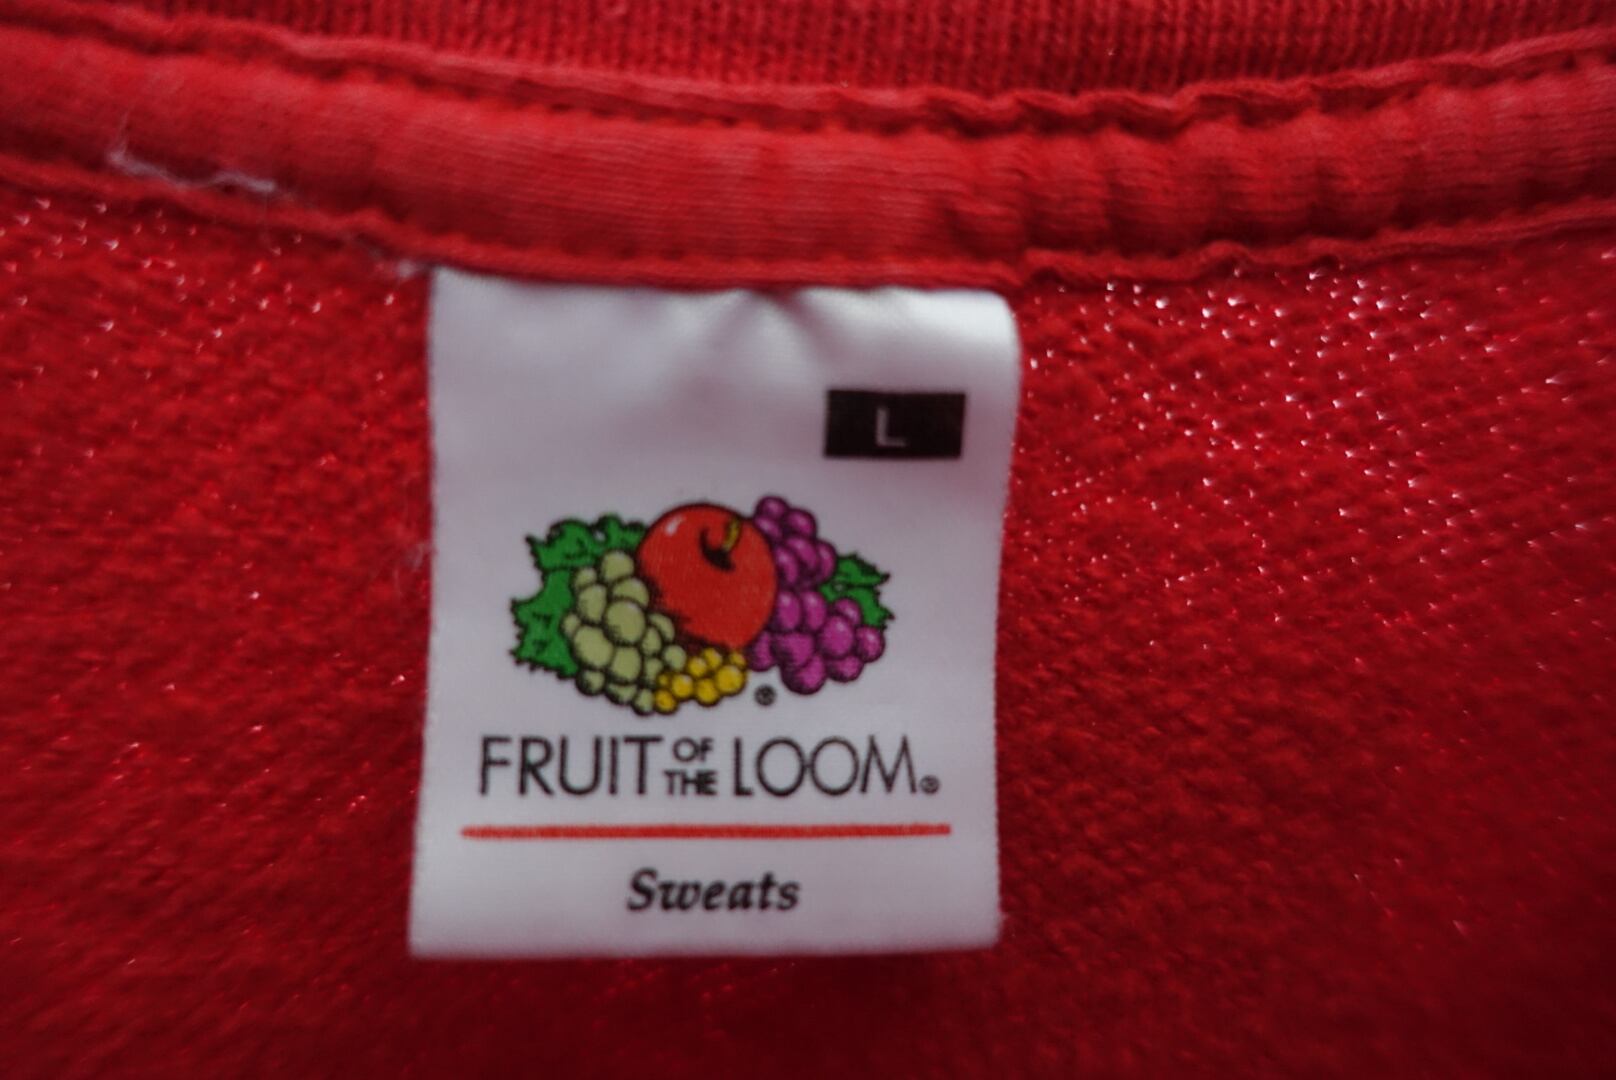 L
®
FRUIT OF THE LOOM®
Sweats